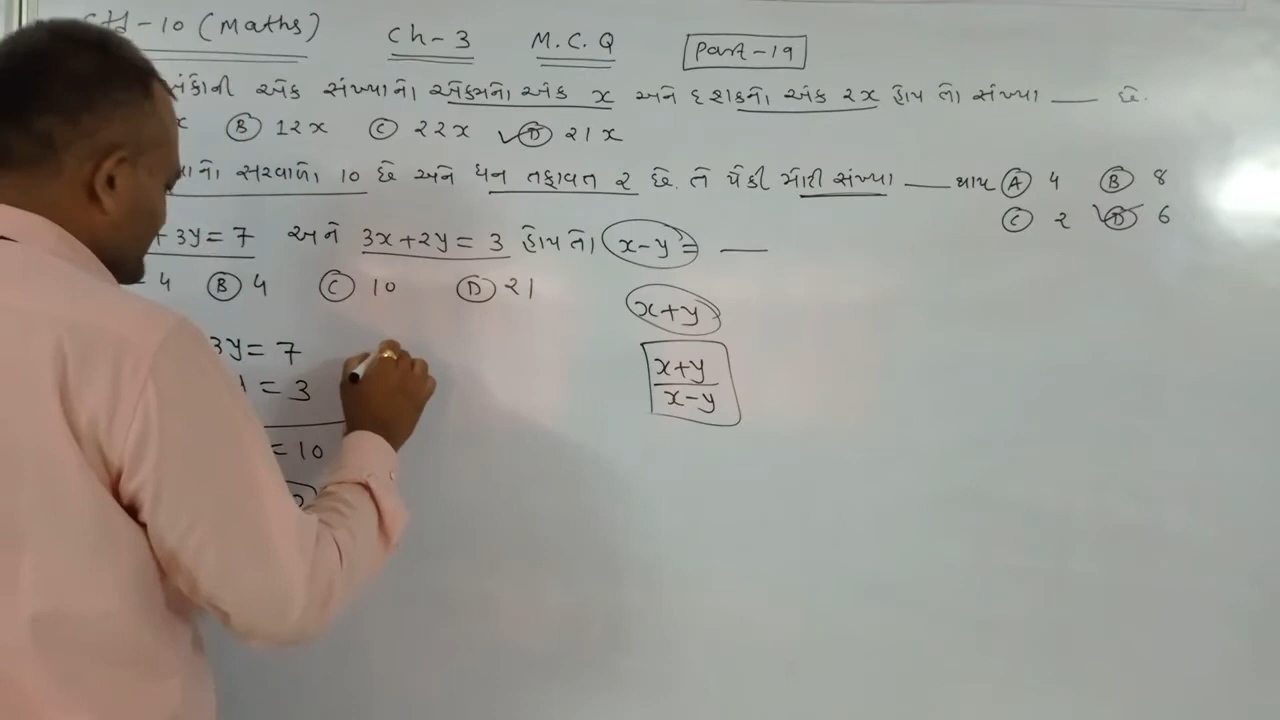 Std-10 (Maths) Ch-3 M.C.Q Part-19
અંકોની એક સંખ્યાનો એકમનો અંક x અને દશકનો અંક 2x હોય તો સંખ્યા ___ છે.
x (B) 12x (C) 22x (D) 21x
સરવાળો 10 છે અને ધન તફાવત 2 છે. તે પૈકી મોટી સંખ્યા ___ થાય (A) 4 (B) 8
(C) 2 (D) 6
+ 3y = 7 અને 3x+2y = 3 હોય તો x-y = ___
- 4 (B) 4 (C) 10 (D) 21
x+y
3y = 7
x+y
= 3
x-y
= 10